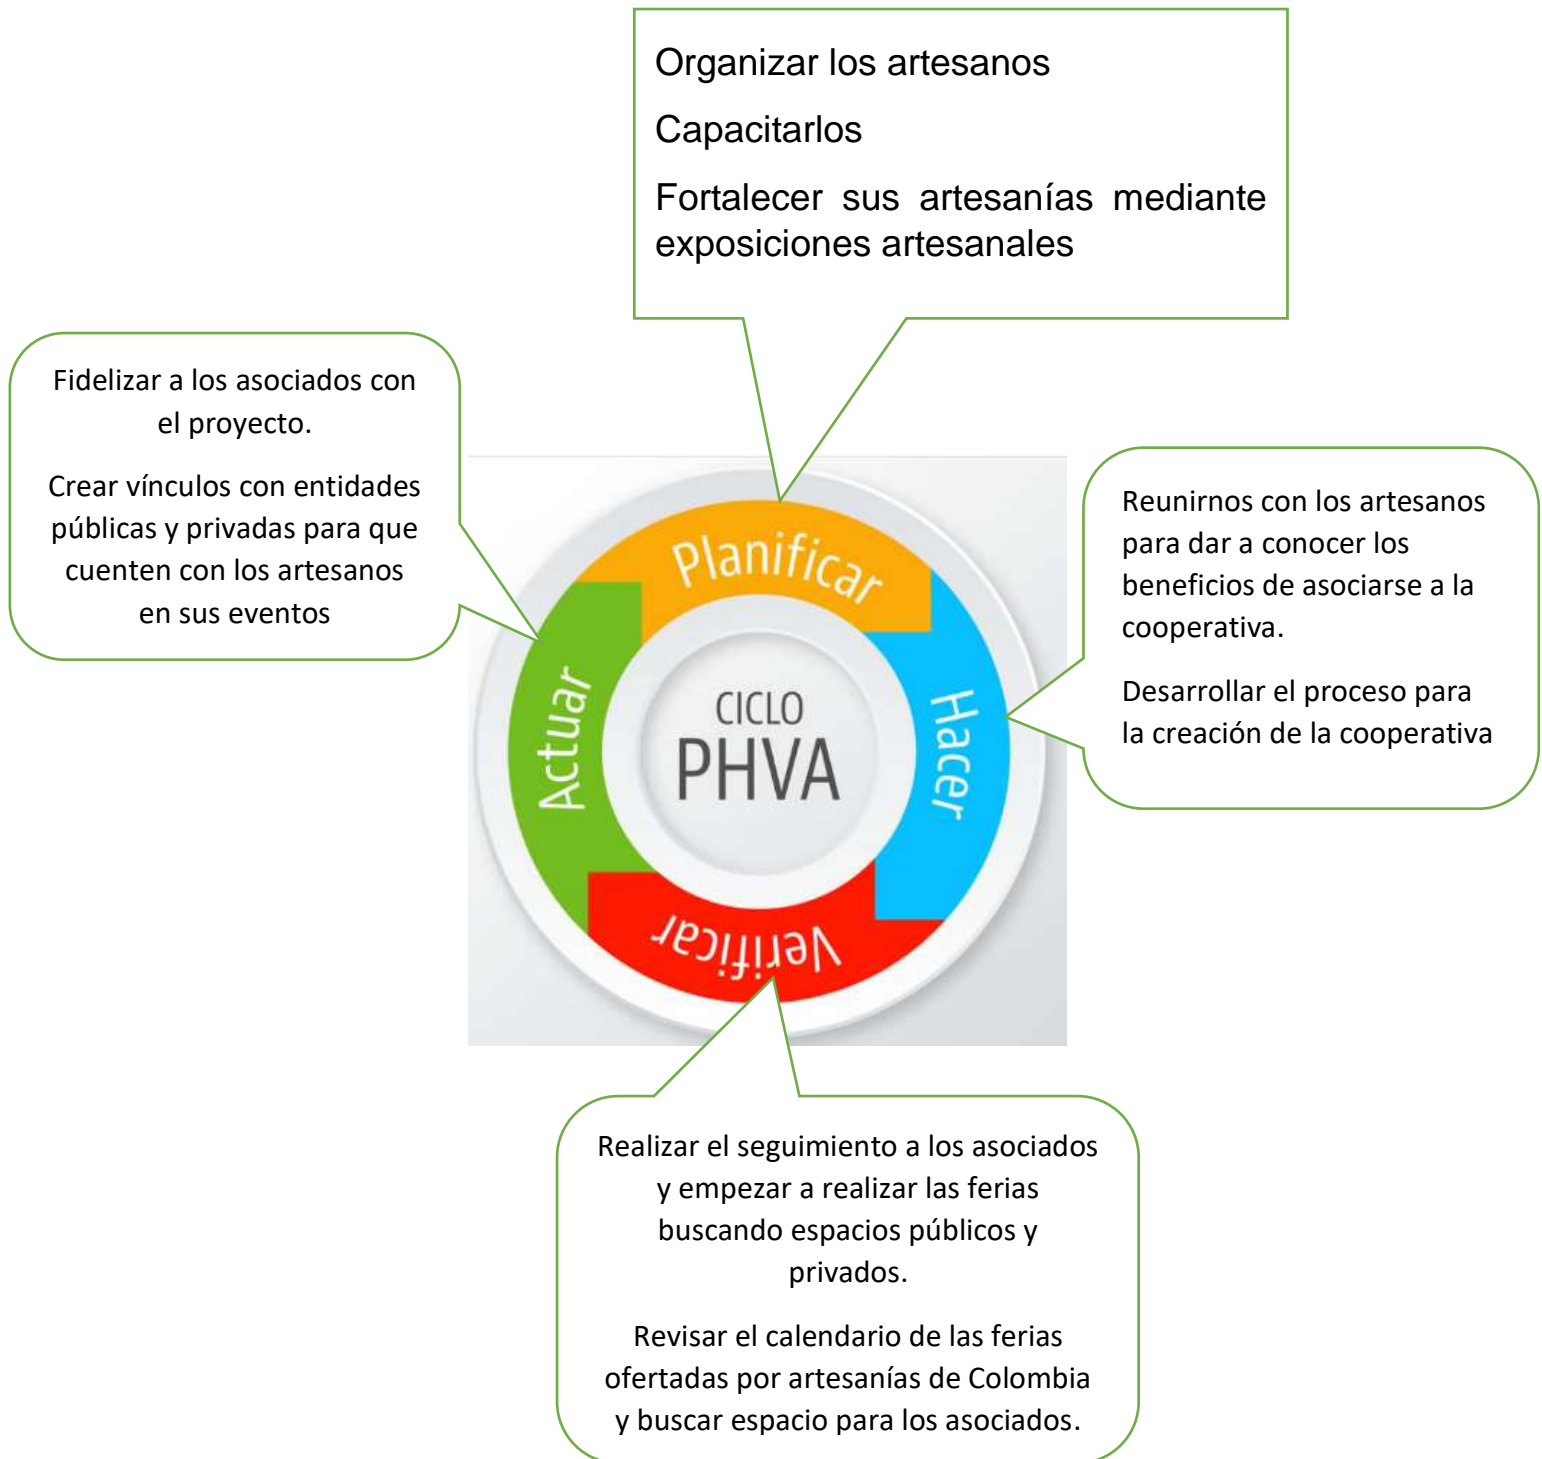 Organizar los artesanos
Capacitarlos
Fortalecer sus artesanías mediante
exposiciones artesanales
Fidelizar a los asociados con
el proyecto.
Crear vínculos con entidades
públicas y privadas para que
cuenten con los artesanos
en sus eventos
Planificar
Hacer
Verificar
Actuar
CICLO
PHVA
Reunirnos con los artesanos
para dar a conocer los
beneficios de asociarse a la
cooperativa.
Desarrollar el proceso para
la creación de la cooperativa
Realizar el seguimiento a los asociados
y empezar a realizar las ferias
buscando espacios públicos y
privados.
Revisar el calendario de las ferias
ofertadas por artesanías de Colombia
y buscar espacio para los asociados.